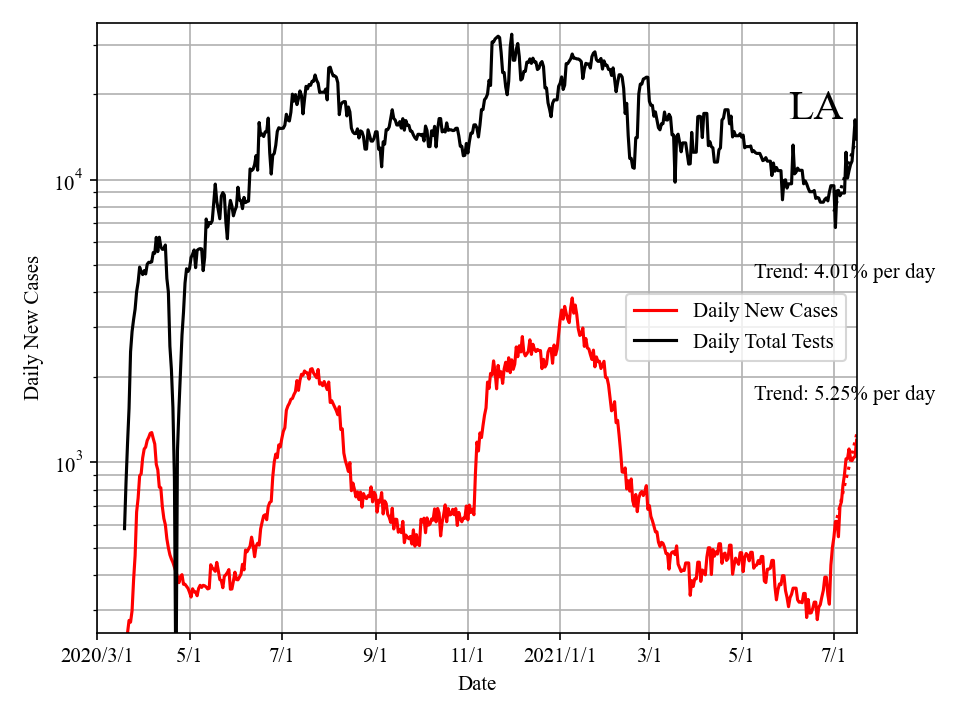 LA
10^4
Trend: 4.01% per day
Daily New Cases
Daily New Cases
Daily Total Tests
Trend: 5.25% per day
10^3
2020/3/1 5/1 7/1 9/1 11/1 2021/1/1 3/1 5/1 7/1
Date